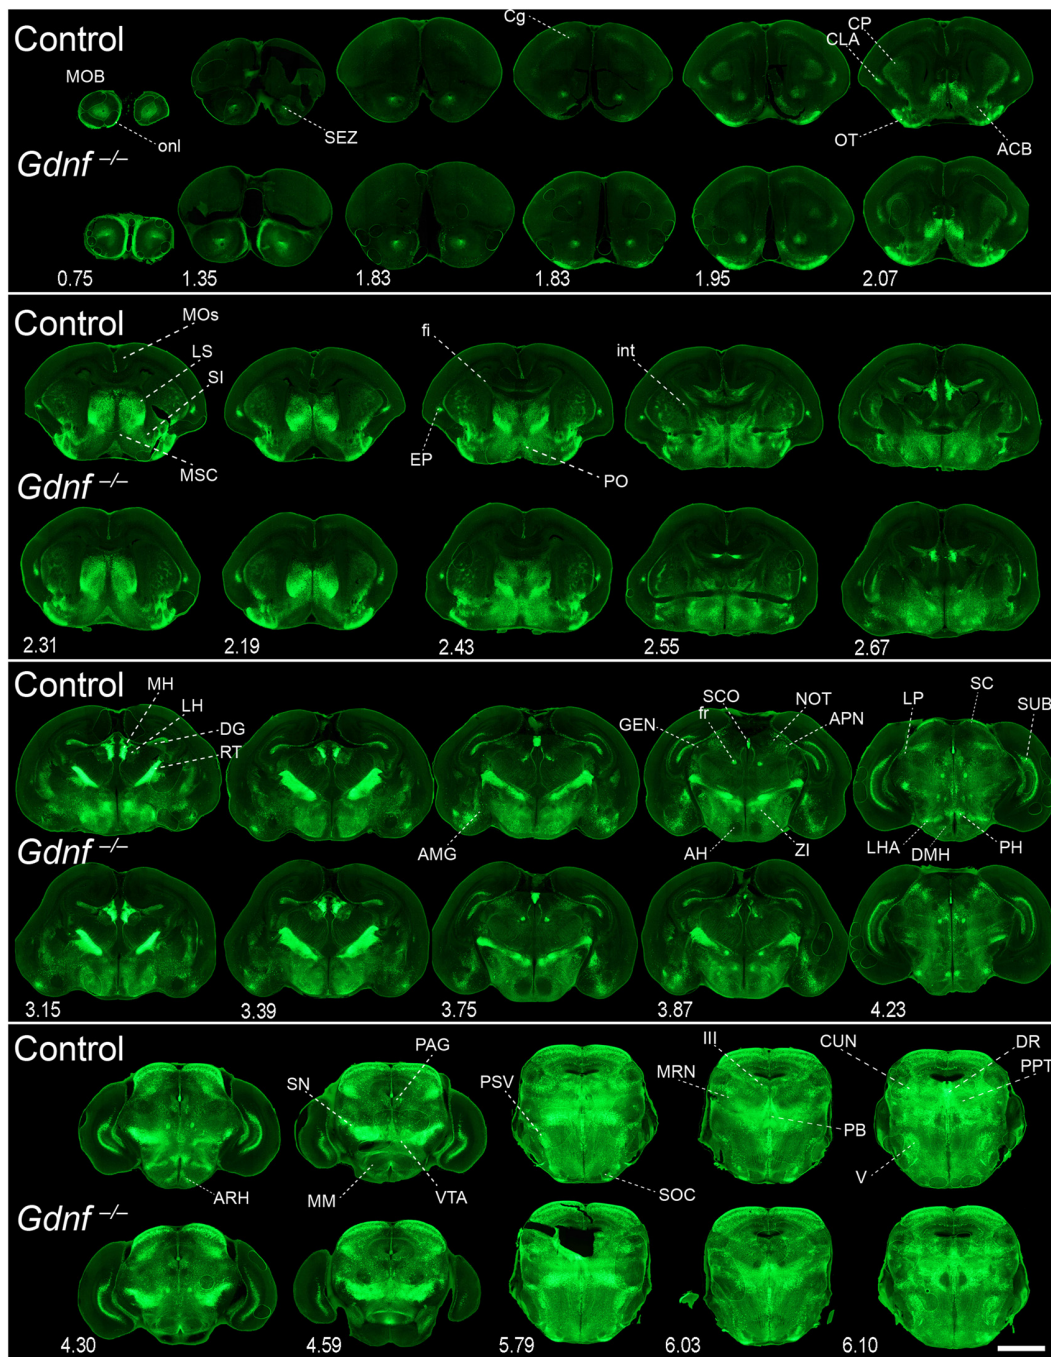 Control
MOB
onl
SEZ
Cg
CP
CLA
OT
ACB
Gdnf –/–
0.75
1.35
1.83
1.83
1.95
2.07
Control
MOs
LS
SI
MSC
fi
EP
PO
int
Gdnf –/–
2.31
2.19
2.43
2.55
2.67
Control
MH
LH
DG
RT
AMG
SCO
fr
GEN
NOT
APN
AH
ZI
LP
SC
SUB
LHA
DMH
PH
Gdnf –/–
3.15
3.39
3.75
3.87
4.23
Control
ARH
PAG
SN
MM
VTA
PSV
SOC
III
MRN
PB
CUN
DR
PPT
V
Gdnf –/–
4.30
4.59
5.79
6.03
6.10